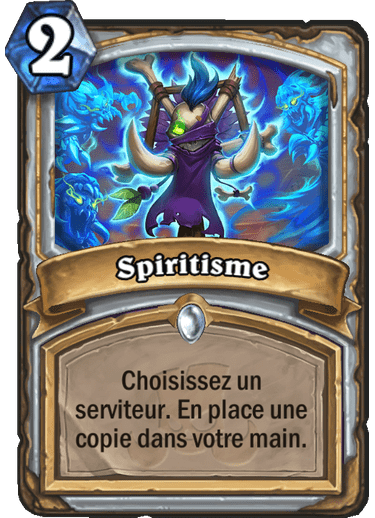 2
Spiritisme
Choisissez un
serviteur. En place une
copie dans votre main.